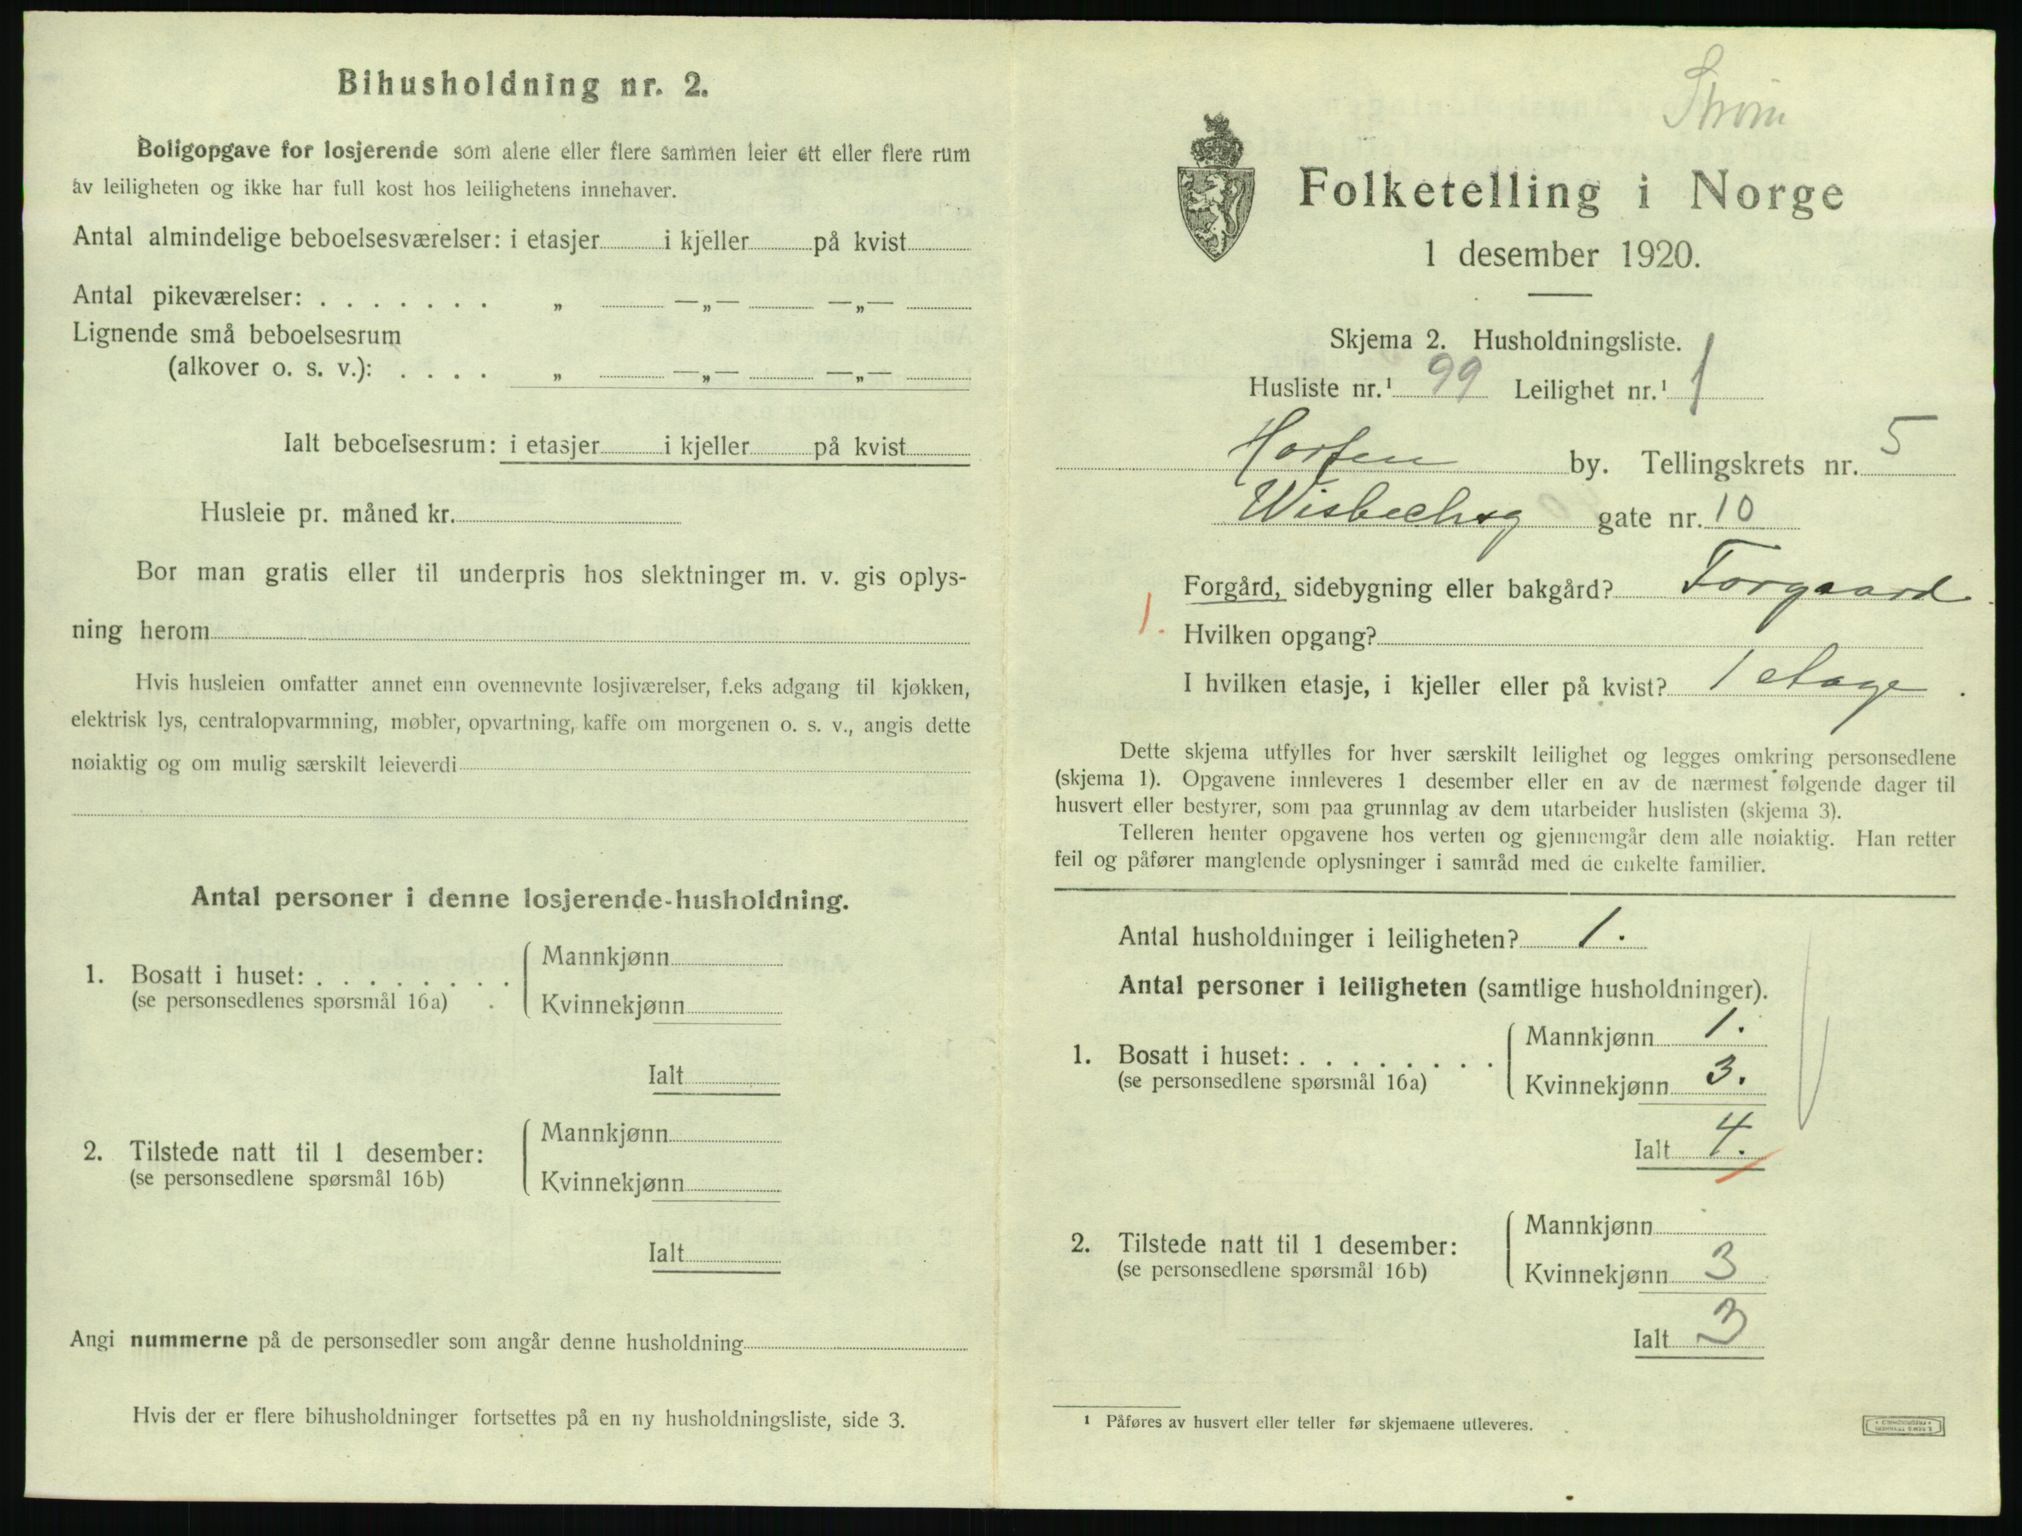 Bihusholdning nr. 2.
Boligopgave for losjerende som alene eller flere sammen leier ett eller flere rum
av leiligheten og ikke har full kost hos leilighetens innehaver.
Antal almindelige beboelsesværelser: i etasjer i kjeller på kvist
Antal pikeværelser: . . . . . . . „ —„— —„—
Lignende små beboelsesrum
(alkover o. s. v.): . . . . „ —„— —„—
Ialt beboelsesrum: i etasjer i kjeller på kvist
Husleie pr. måned kr.
Bor man gratis eller til underpris hos slektninger m. v. gis oplys-
ning herom
Hvis husleien omfatter annet enn ovennevnte losjiværelser, f.eks adgang til kjøkken,
elektrisk lys, centralopvarmning, møbler, opvartning, kaffe om morgenen o. s. v., angis dette
nøiaktig og om mulig særskilt leieverdi
Antal personer i denne losjerende-husholdning.
1. Bosatt i huset: . . . . . . . .
(se personsedlenes spørsmål 16a)
Mannkjønn
Kvinnekjønn
Ialt
2. Tilstede natt til 1 desember:
(se personsedlene spørsmål 16b)
Mannkjønn
Kvinnekjønn
Ialt
Angi nummerne på de personsedler som angår denne husholdning
Hvis der er flere bihusholdninger fortsettes på en ny husholdningsliste, side 3.
Strøm
Folketelling i Norge
1 desember 1920.
Skjema 2. Husholdningsliste.
Husliste nr.¹ 99 Leilighet nr.¹ 1
Horten by. Tellingskrets nr. 5
Wisbechsg gate nr. 10
Forgård, sidebygning eller bakgård? Forgaard
1.
Hvilken opgang?
I hvilken etasje, i kjeller eller på kvist? 1 etage.
Dette skjema utfylles for hver særskilt leilighet og legges omkring personsedlene
(skjema 1). Opgavene innleveres 1 desember eller en av de nærmest følgende dager til
husvert eller bestyrer, som paa grunnlag av dem utarbeider huslisten (skjema 3).
Telleren henter opgavene hos verten og gjennemgår dem alle nøiaktig. Han retter
feil og påfører manglende oplysninger i samråd med de enkelte familier.
Antal husholdninger i leiligheten? 1.
Antal personer i leiligheten (samtlige husholdninger).
1. Bosatt i huset: . . . . . . . . .
(se personsedlene spørsmål 16a)
Mannkjønn 1.
Kvinnekjønn 3.
Ialt 4.
2. Tilstede natt til 1 desember:
(se personsedlene spørsmål 16b)
Mannkjønn
Kvinnekjønn 3
Ialt 3
¹ Påføres av husvert eller teller før skjemaene utleveres.